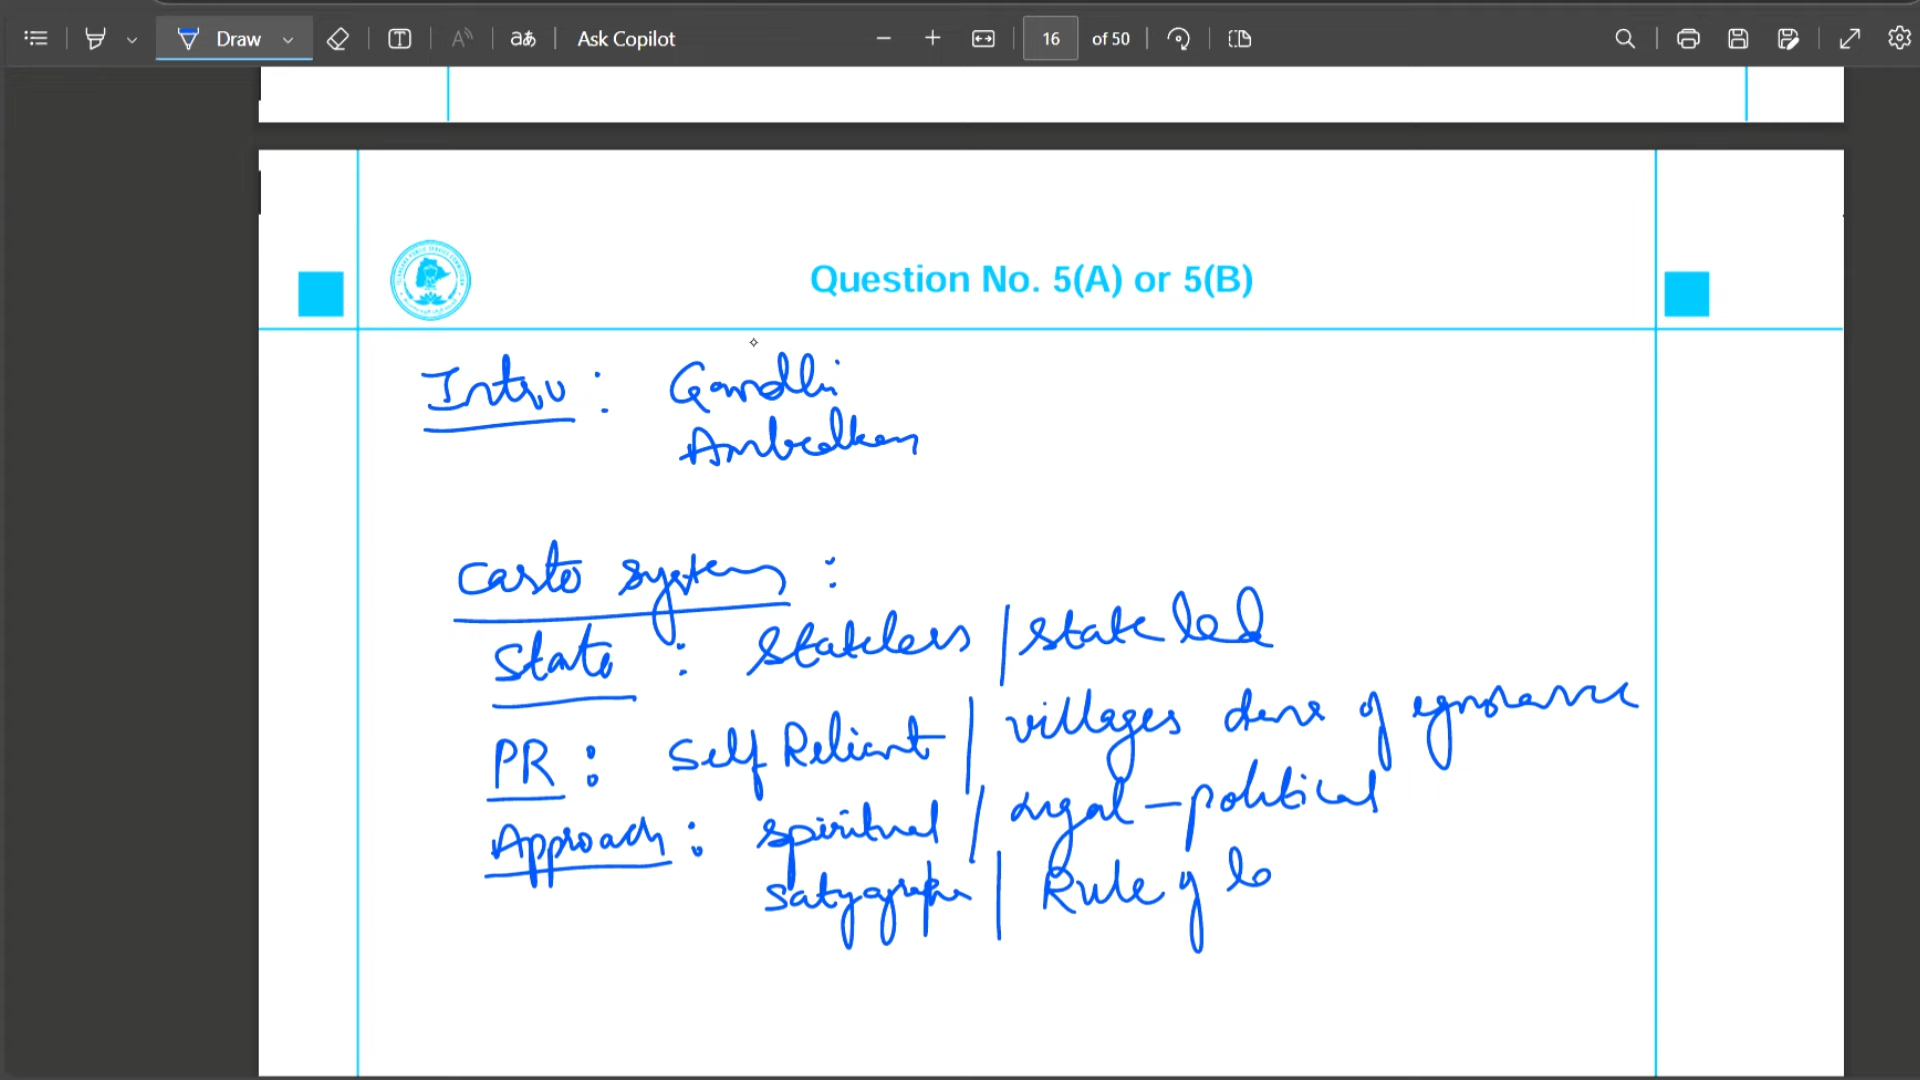 Draw
Ask Copilot
16 of 50
Question No. 5(A) or 5(B)
Intro : Gandhi
Ambedkar
Caste system :
State : Stateless / State led
PR : Self Reliant / villages dens of ignorance
Approach : spiritual / legal - political
Satyagraha / Rule of la